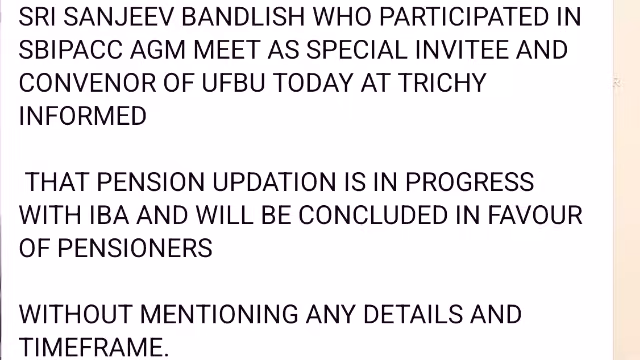 SRI SANJEEV BANDLISH WHO PARTICIPATED IN
SBIPACC AGM MEET AS SPECIAL INVITEE AND
CONVENOR OF UFBU TODAY AT TRICHY
INFORMED
THAT PENSION UPDATION IS IN PROGRESS
WITH IBA AND WILL BE CONCLUDED IN FAVOUR
OF PENSIONERS
WITHOUT MENTIONING ANY DETAILS AND
TIMEFRAME.